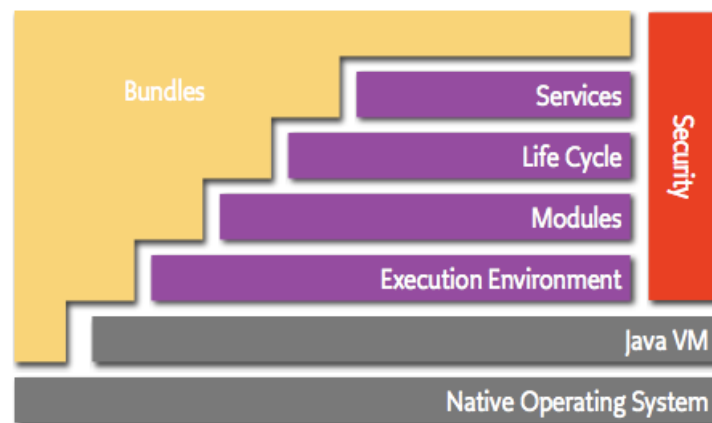 Bundles
Services
Life Cycle
Modules
Execution Environment
Security
Java VM
Native Operating System